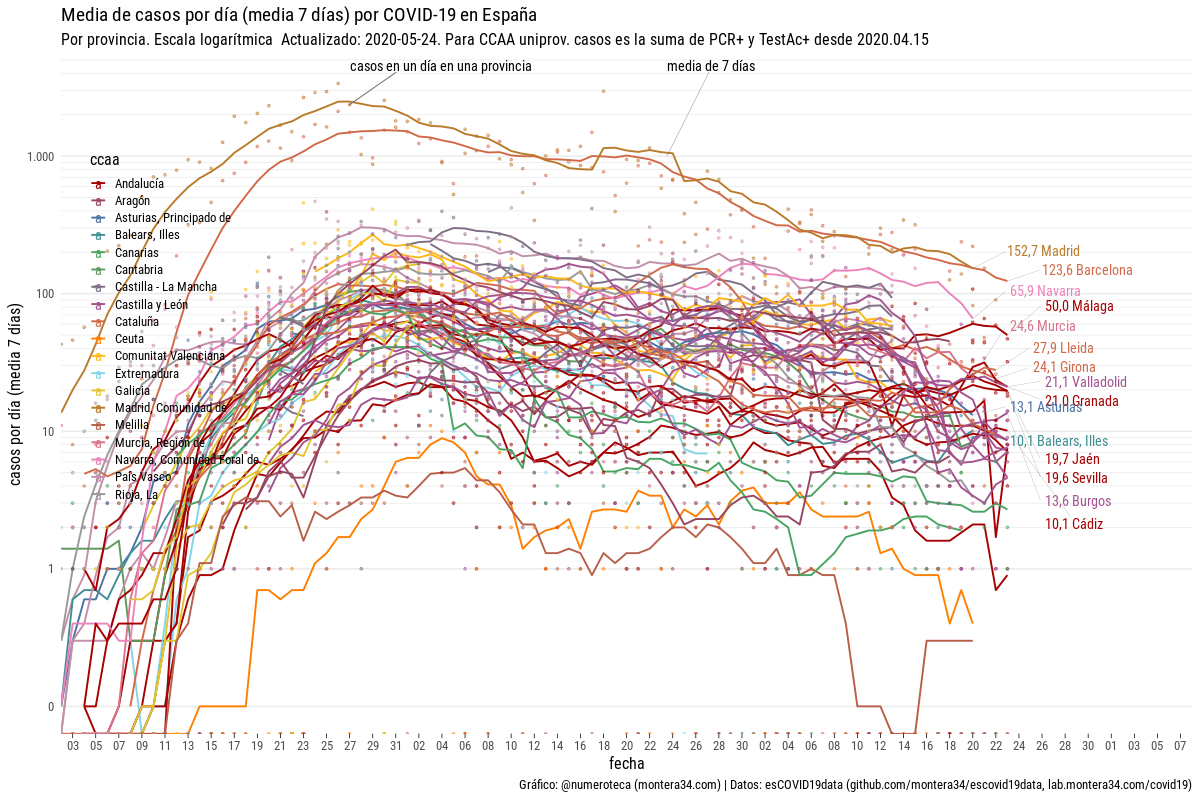 Media de casos por día (media 7 días) por COVID-19 en España
Por provincia. Escala logarítmica  Actualizado: 2020-05-24. Para CCAA uniprov. casos es la suma de PCR+ y TestAc+ desde 2020.04.15
casos en un día en una provincia
media de 7 días
casos por día (media 7 días)
1.000
100
10
1
0
ccaa
Andalucía
Aragón
Asturias, Principado de
Balears, Illes
Canarias
Cantabria
Castilla - La Mancha
Castilla y León
Cataluña
Ceuta
Comunitat Valenciana
Extremadura
Galicia
Madrid, Comunidad de
Melilla
Murcia, Región de
Navarra, Comunidad Foral de
País Vasco
Rioja, La
152,7 Madrid
123,6 Barcelona
65,9 Navarra
50,0 Málaga
24,6 Murcia
27,9 Lleida
24,1 Girona
21,1 Valladolid
21,0 Granada
13,1 Asturias
10,1 Balears, Illes
19,7 Jaén
19,6 Sevilla
13,6 Burgos
10,1 Cádiz
03 05 07 09 11 13 15 17 19 21 23 25 27 29 31 02 04 06 08 10 12 14 16 18 20 22 24 26 28 30 02 04 06 08 10 12 14 16 18 20 22 24 26 28 30 01 03 05 07
fecha
Gráfico: @numeroteca (montera34.com) | Datos: esCOVID19data (github.com/montera34/escovid19data, lab.montera34.com/covid19)